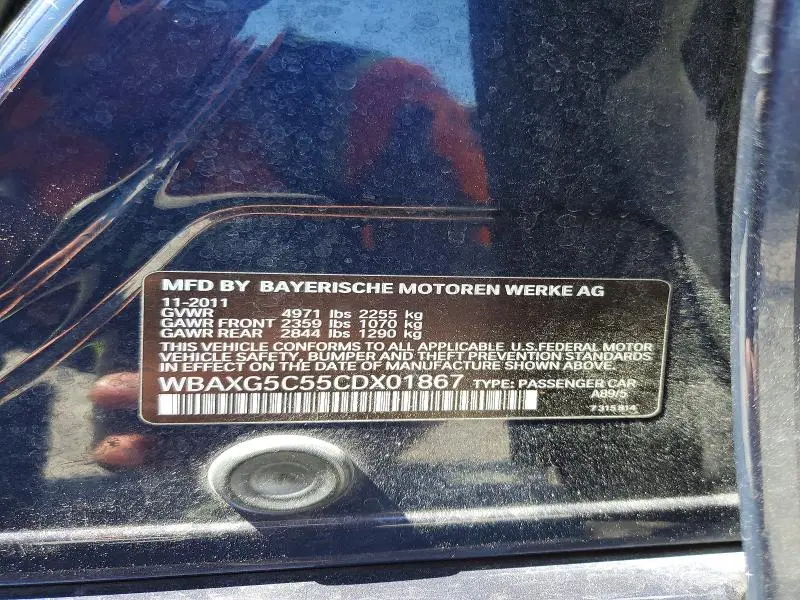 MFD BY BAYERISCHE MOTOREN WERKE AG
11-2011
GVWR 4971 lbs 2255 kg
GAWR FRONT 2359 lbs 1070 kg
GAWR REAR 2844 lbs 1290 kg
THIS VEHICLE CONFORMS TO ALL APPLICABLE U.S.FEDERAL MOTOR
VEHICLE SAFETY, BUMPER AND THEFT PREVENTION STANDARDS
IN EFFECT ON THE DATE OF MANUFACTURE SHOWN ABOVE.
WBAXG5C55CDX01867 TYPE: PASSENGER CAR
A89/5
7315814